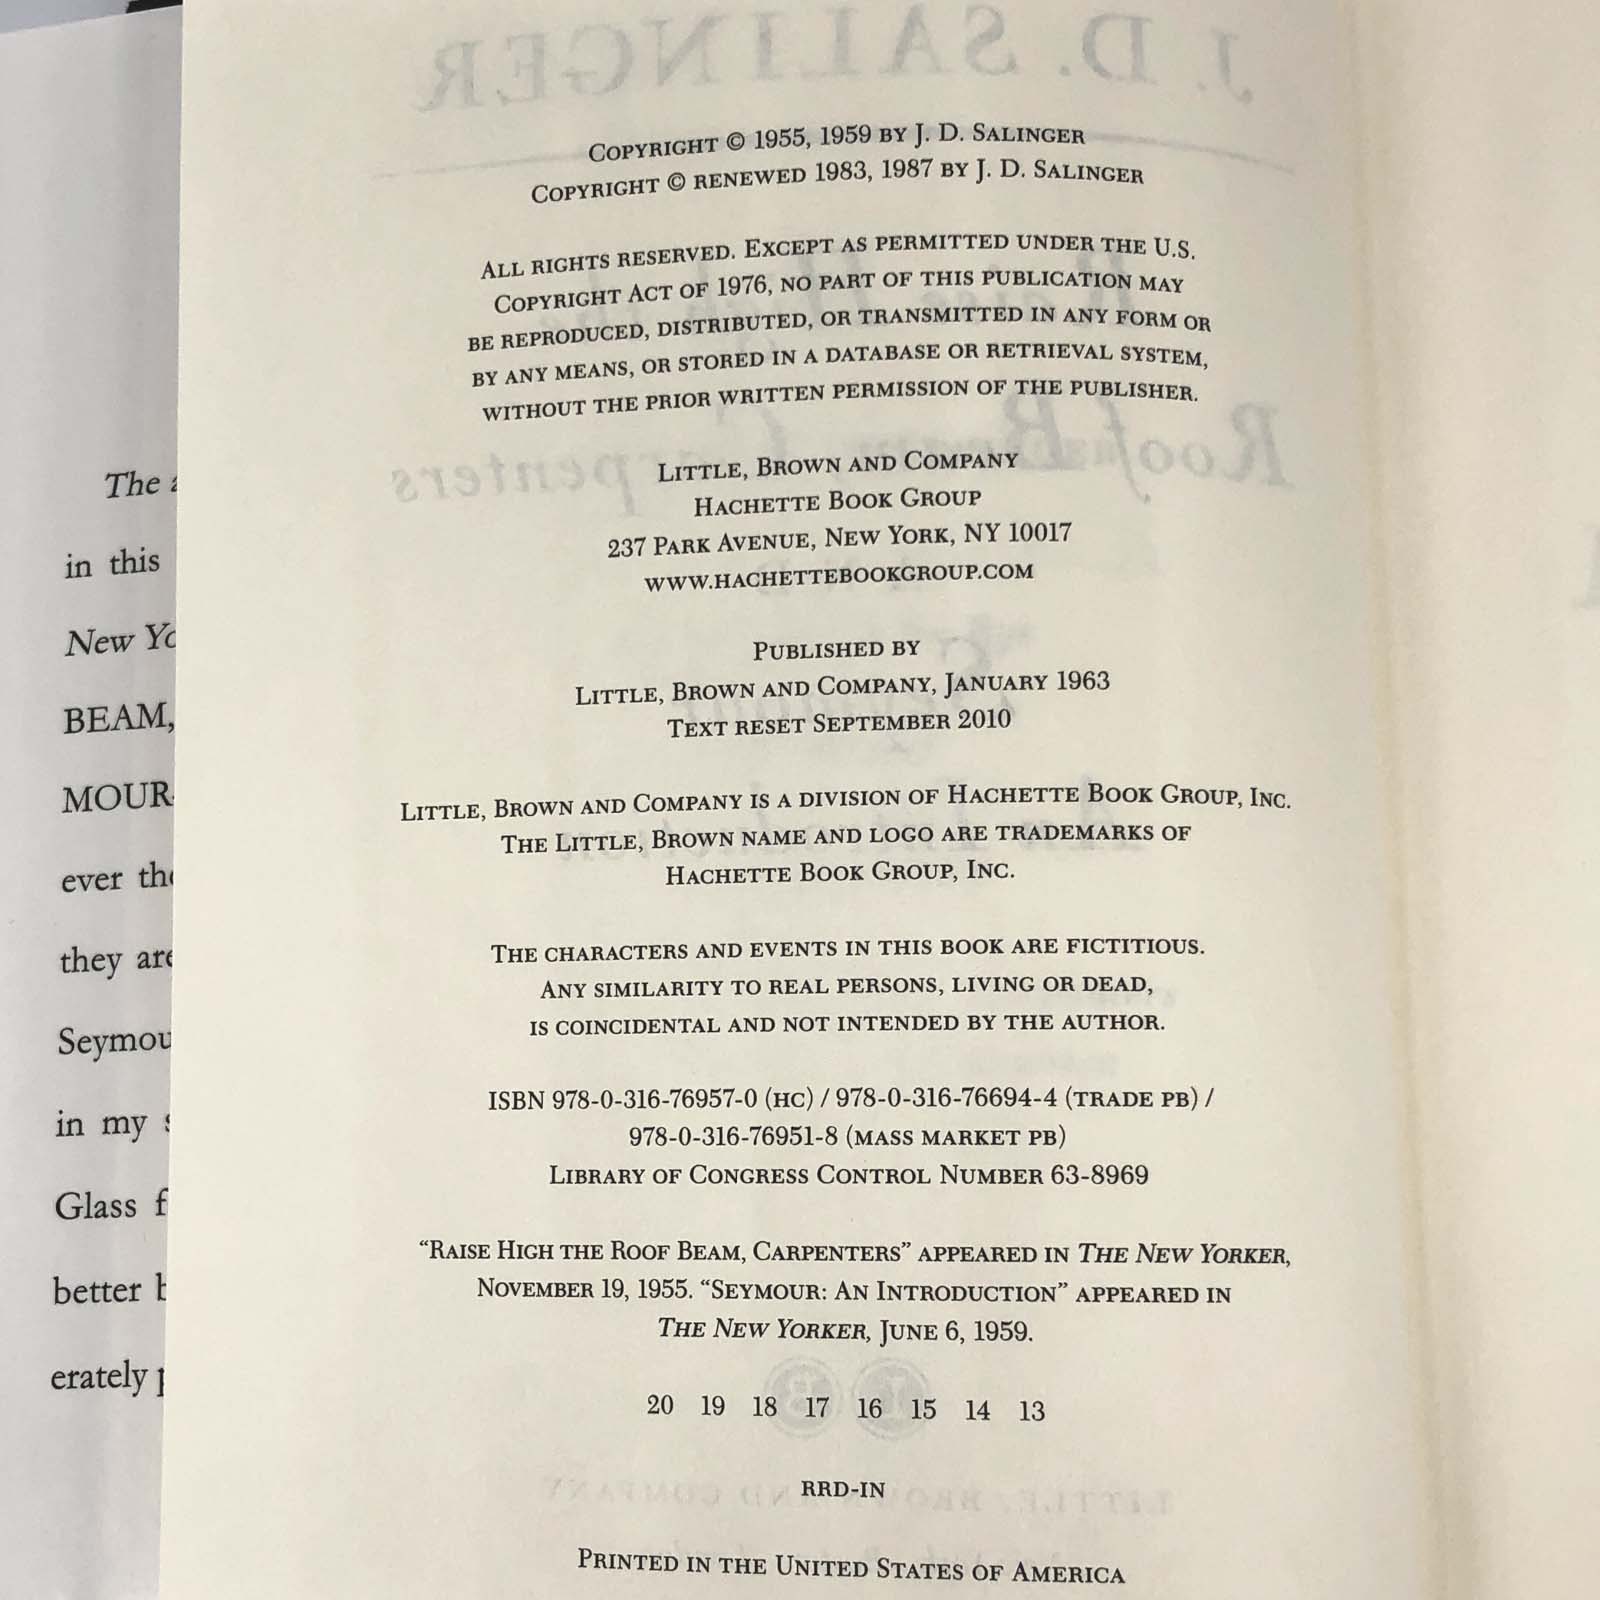 The
in this
New
BEAM,
MOUR
ever
they
Seymou
in my
Glass
better
erately
J. D. SALINGER
COPYRIGHT © 1955, 1959 BY J. D. SALINGER
COPYRIGHT © RENEWED 1983, 1987 BY J. D. SALINGER
ALL RIGHTS RESERVED. EXCEPT AS PERMITTED UNDER THE U.S.
COPYRIGHT ACT OF 1976, NO PART OF THIS PUBLICATION MAY
BE REPRODUCED, DISTRIBUTED, OR TRANSMITTED IN ANY FORM OR
BY ANY MEANS, OR STORED IN A DATABASE OR RETRIEVAL SYSTEM,
WITHOUT THE PRIOR WRITTEN PERMISSION OF THE PUBLISHER.
LITTLE, BROWN AND COMPANY
HACHETTE BOOK GROUP
237 PARK AVENUE, NEW YORK, NY 10017
WWW.HACHETTEBOOKGROUP.COM
PUBLISHED BY
LITTLE, BROWN AND COMPANY, JANUARY 1963
TEXT RESET SEPTEMBER 2010
LITTLE, BROWN AND COMPANY IS A DIVISION OF HACHETTE BOOK GROUP, INC.
THE LITTLE, BROWN NAME AND LOGO ARE TRADEMARKS OF
HACHETTE BOOK GROUP, INC.
THE CHARACTERS AND EVENTS IN THIS BOOK ARE FICTITIOUS.
ANY SIMILARITY TO REAL PERSONS, LIVING OR DEAD,
IS COINCIDENTAL AND NOT INTENDED BY THE AUTHOR.
ISBN 978-0-316-76957-0 (HC) / 978-0-316-76694-4 (TRADE PB) /
978-0-316-76951-8 (MASS MARKET PB)
LIBRARY OF CONGRESS CONTROL NUMBER 63-8969
“RAISE HIGH THE ROOF BEAM, CARPENTERS” APPEARED IN THE NEW YORKER,
NOVEMBER 19, 1955. “SEYMOUR: AN INTRODUCTION” APPEARED IN
THE NEW YORKER, JUNE 6, 1959.
20 19 18 17 16 15 14 13
RRD-IN
PRINTED IN THE UNITED STATES OF AMERICA